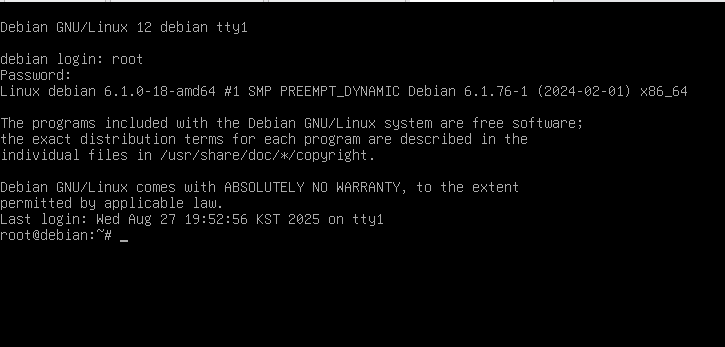 Debian GNU/Linux 12 debian tty1
debian login: root
Password:
Linux debian 6.1.0-18-amd64 #1 SMP PREEMPT_DYNAMIC Debian 6.1.76-1 (2024-02-01) x86_64
The programs included with the Debian GNU/Linux system are free software;
the exact distribution terms for each program are described in the
individual files in /usr/share/doc/*/copyright.
Debian GNU/Linux comes with ABSOLUTELY NO WARRANTY, to the extent
permitted by applicable law.
Last login: Wed Aug 27 19:52:56 KST 2025 on tty1
root@debian:~# _